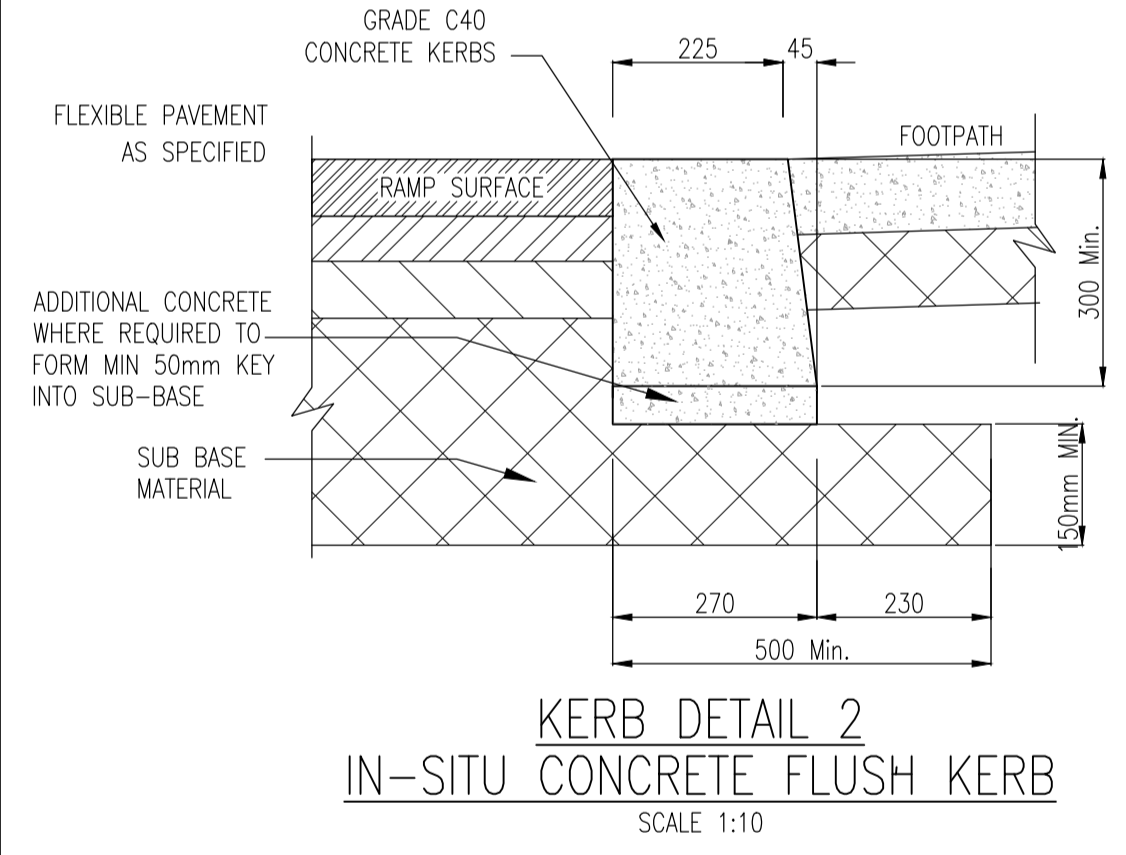 GRADE C40
CONCRETE KERBS
225
45
FLEXIBLE PAVEMENT
AS SPECIFIED
FOOTPATH
RAMP SURFACE
300 Min.
ADDITIONAL CONCRETE
WHERE REQUIRED TO
FORM MIN 50mm KEY
INTO SUB-BASE
SUB BASE
MATERIAL
150mm MIN.
270
230
500 Min.
KERB DETAIL 2
IN-SITU CONCRETE FLUSH KERB
SCALE 1:10